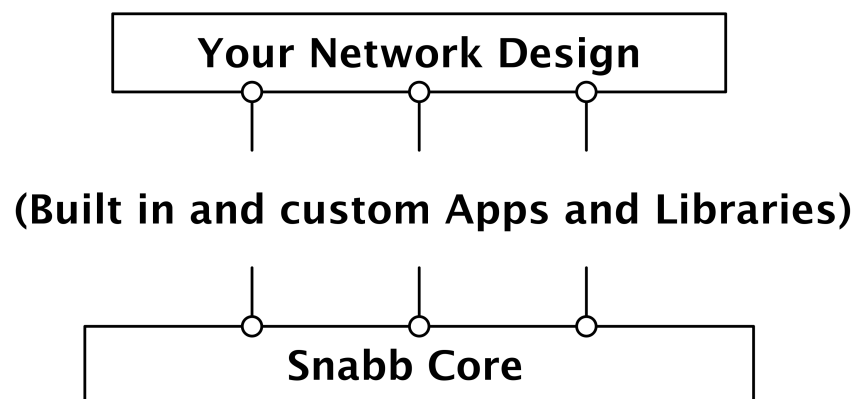 Your Network Design
(Built in and custom Apps and Libraries)
Snabb Core